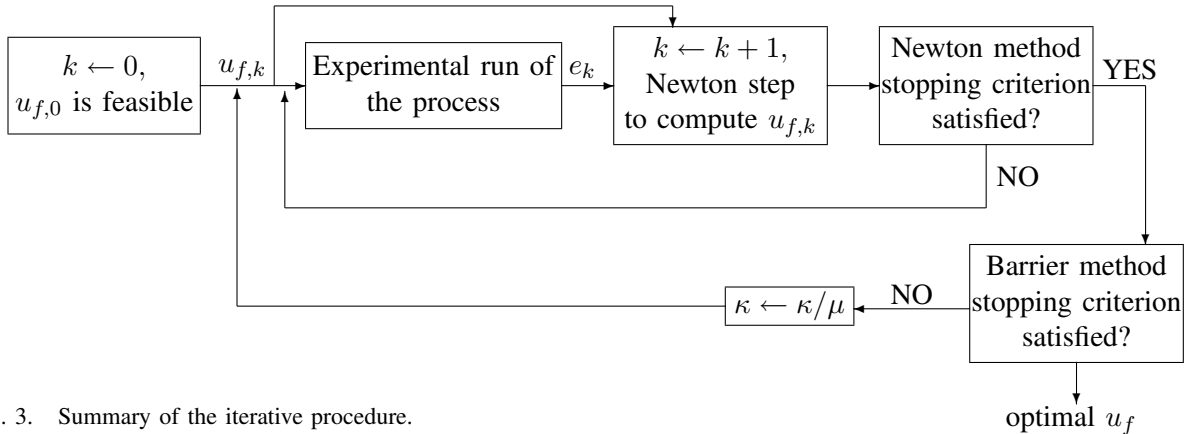 k ← 0,
u_{f,0} is feasible
u_{f,k}
Experimental run of
the process
e_k
k ← k + 1,
Newton step
to compute u_{f,k}
Newton method
stopping criterion
satisfied?
YES
NO
Barrier method
stopping criterion
satisfied?
NO
κ ← κ/μ
optimal u_f
. 3. Summary of the iterative procedure.